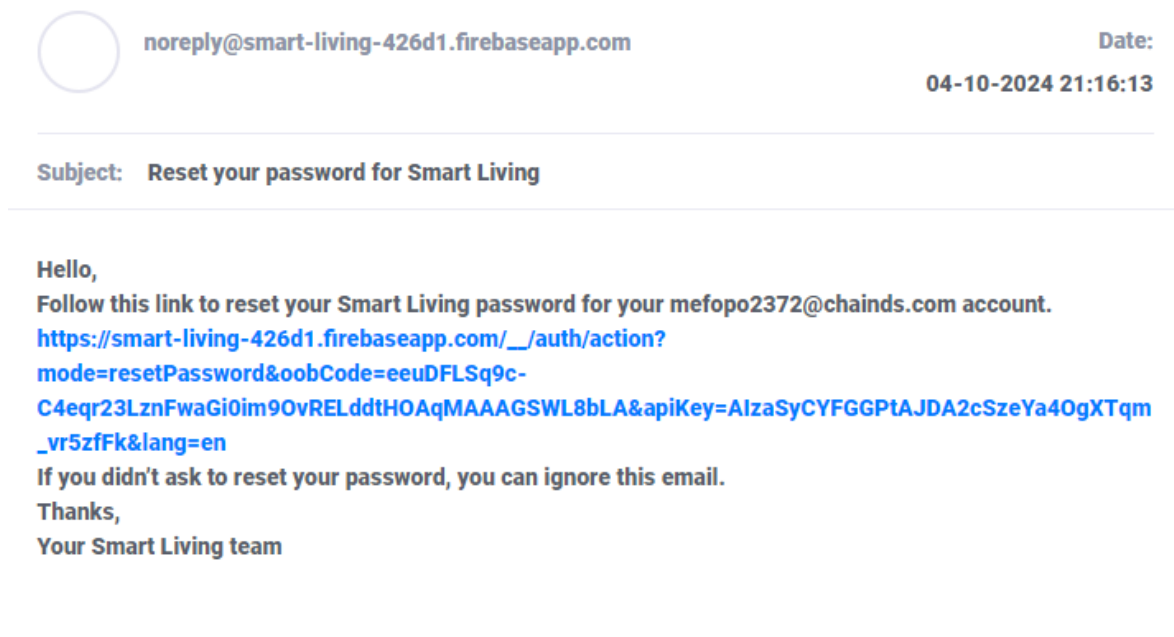 noreply@smart-living-426d1.firebaseapp.com
Date:
04-10-2024 21:16:13
Subject: Reset your password for Smart Living
Hello,
Follow this link to reset your Smart Living password for your mefopo2372@chainds.com account.
https://smart-living-426d1.firebaseapp.com/__/auth/action?
mode=resetPassword&oobCode=eeuDFLSq9c-
C4eqr23LznFwaGi0im9OvRELddtHOAqMAAAGSWL8bLA&apiKey=AIzaSyCYFGGPtAJDA2cSzeYa4OgXTqm
_vr5zfFk&lang=en
If you didn’t ask to reset your password, you can ignore this email.
Thanks,
Your Smart Living team